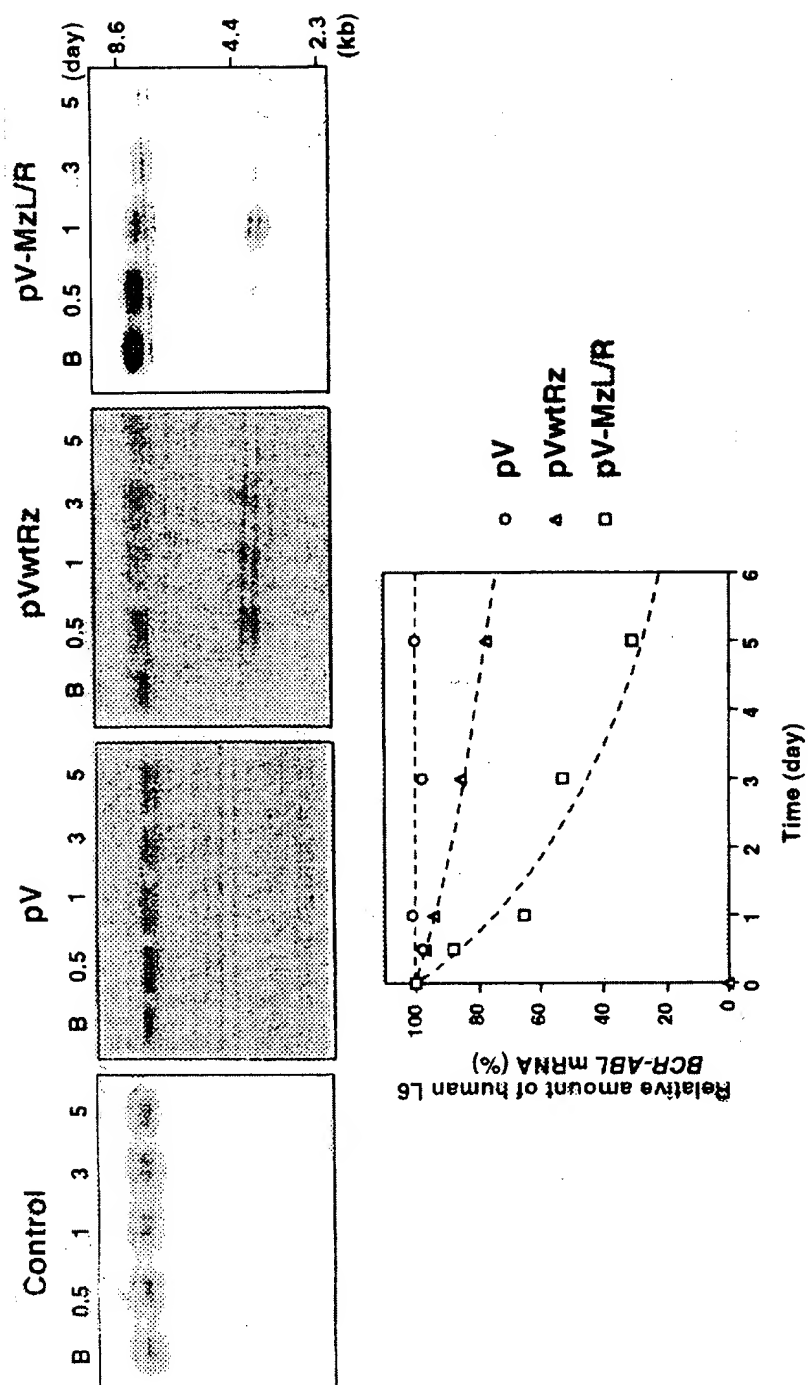 Control
B 0.5 1 3 5
pV
B 0.5 1 3 5
pVwtRz
B 0.5 1 3 5
pV-MzL/R
B 0.5 1 3 5 (day)
8.6
4.4
2.3
(kb)
Relative amount of human L6
BCR-ABL mRNA (%)
100
80
60
40
20
0
0 1 2 3 4 5 6
Time (day)
pV
pVwtRz
pV-MzL/R